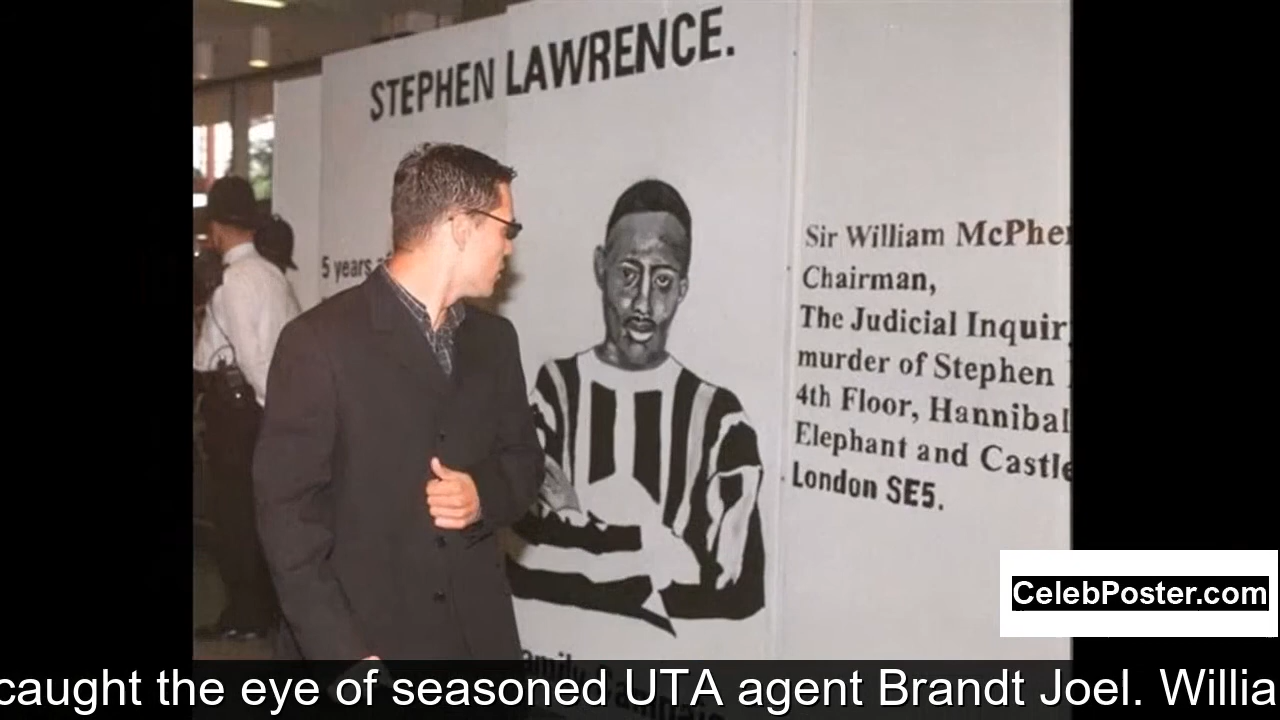 STEPHEN LAWRENCE.
5 years
Sir William McPhe
Chairman,
The Judicial Inquir
murder of Stephen
4th Floor, Hannibal
Elephant and Castle
London SE5.
CelebPoster.com
caught the eye of seasoned UTA agent Brandt Joel. Willia